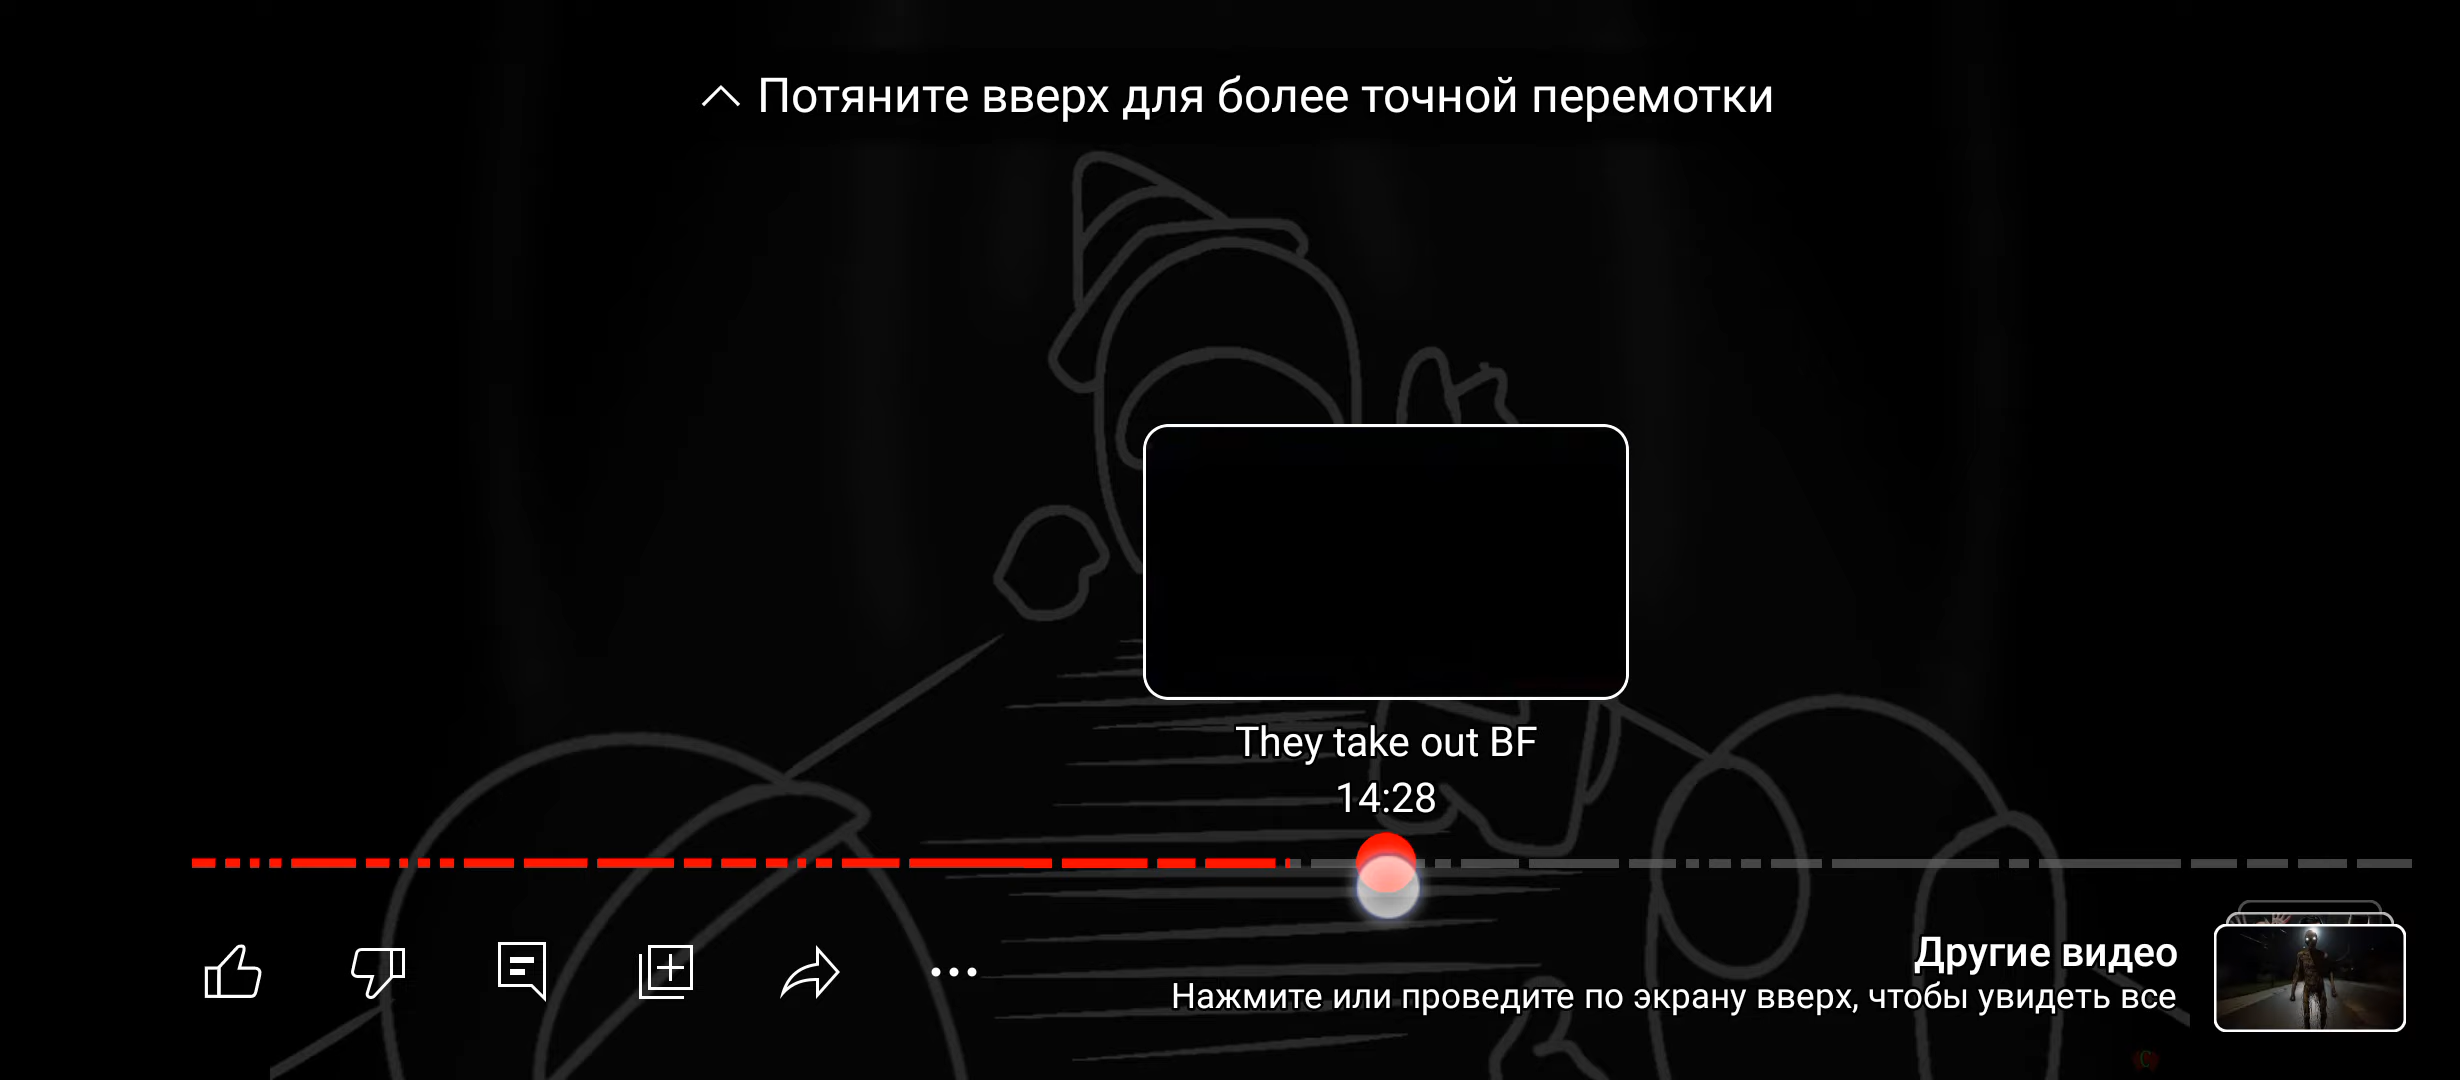 Потяните вверх для более точной перемотки
They take out BF
14:28
Другие видео
Нажмите или проведите по экрану вверх, чтобы увидеть все